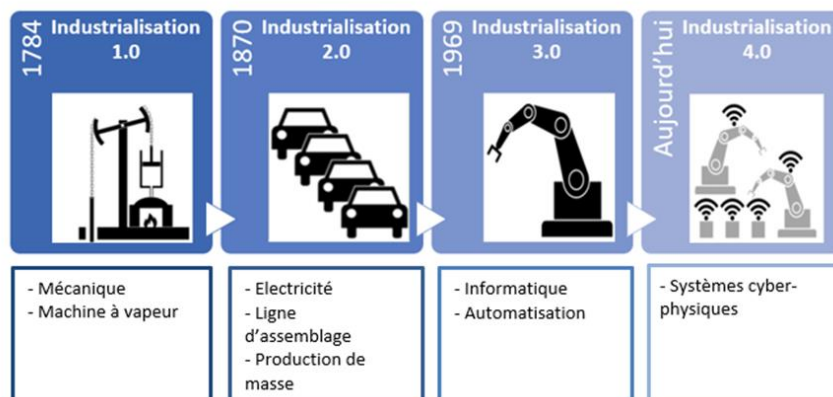 1784
Industrialisation
1.0
1870
Industrialisation
2.0
1969
Industrialisation
3.0
Aujourd'hui
Industrialisation
4.0
- Mécanique
- Machine à vapeur
- Electricité
- Ligne
d'assemblage
- Production de
masse
- Informatique
- Automatisation
- Systèmes cyber-
physiques